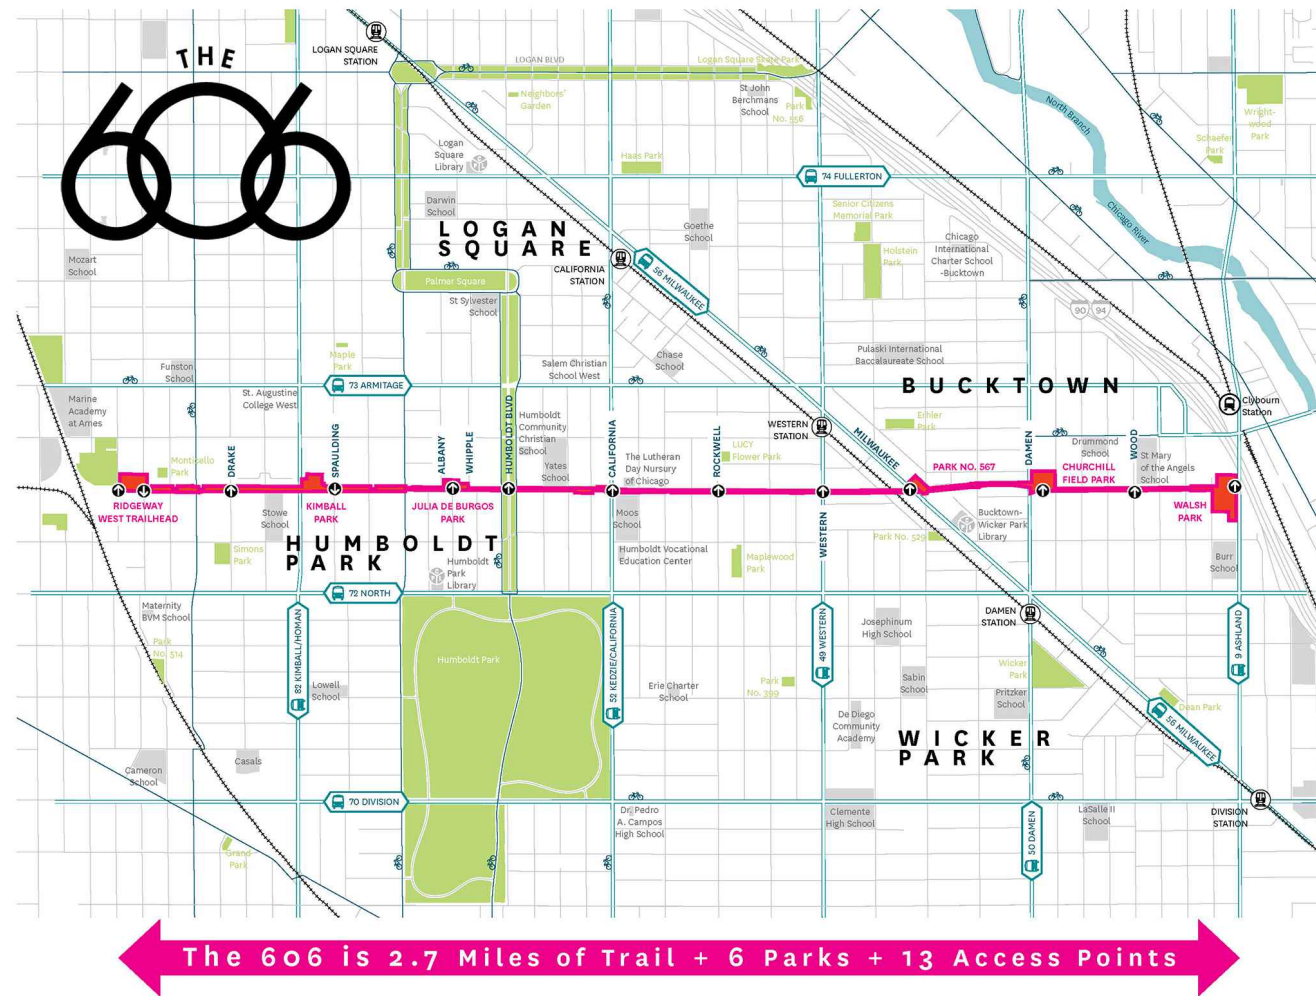 THE
606
LOGAN SQUARE
STATION
LOGAN BLVD
Logan Square Skate Park
Neighbors'
Garden
St John
Berchmans
School
Park
No. 556
North Branch
Wright-
wood
Park
Schaefer
Park
Logan
Square
Library
Haas Park
74 FULLERTON
Darwin
School
Senior Citizens
Memorial Park
Chicago River
LOGAN
SQUARE
Goethe
School
Chicago
International
Charter School
-Bucktown
Holstein
Park
Mozart
School
CALIFORNIA
STATION
56 MILWAUKEE
Palmer Square
St Sylvester
School
90
94
Maple
Park
Funston
School
Salem Christian
School West
Chase
School
Pulaski International
Baccalaureate School
73 ARMITAGE
BUCKTOWN
St. Augustine
College West
Marine
Academy
at Ames
Clybourn
Station
HUMBOLDT BLVD
Humboldt
Community
Christian
School
WESTERN
STATION
Ehler
Park
MILWAUKEE
DRAKE
SPAULDING
ALBANY
WHIPPLE
CALIFORNIA
ROCKWELL
DAMEN
WOOD
Monticello
Park
Yates
School
The Lutheran
Day Nursury
of Chicago
LUCY
Flower Park
Drummond
School
St Mary
of the Angels
School
PARK NO. 567
CHURCHILL
FIELD PARK
RIDGEWAY
WEST TRAILHEAD
KIMBALL
PARK
JULIA DE BURGOS
PARK
WALSH
PARK
Stowe
School
Moos
School
WESTERN
Bucktown-
Wicker Park
Library
Park No. 529
HUMBOLDT
PARK
Simons
Park
Humboldt
Park
Library
Humboldt Vocational
Education Center
Maplewood
Park
Burr
School
72 NORTH
Maternity
BVM School
82 KIMBALL/HOMAN
52 KEDZIE/CALIFORNIA
49 WESTERN
9 ASHLAND
DAMEN
STATION
Josephinum
High School
Park
No. 514
Humboldt Park
Wicker
Park
Lowell
School
Erie Charter
School
Park
No. 399
Sabin
School
Pritzker
School
Dean Park
De Diego
Community
Academy
56 MILWAUKEE
WICKER
PARK
Cameron
School
Casals
70 DIVISION
Dr. Pedro
A. Campos
High School
Clemente
High School
50 DAMEN
LaSalle II
School
DIVISION
STATION
Grand
Park
The 606 is 2.7 Miles of Trail + 6 Parks + 13 Access Points